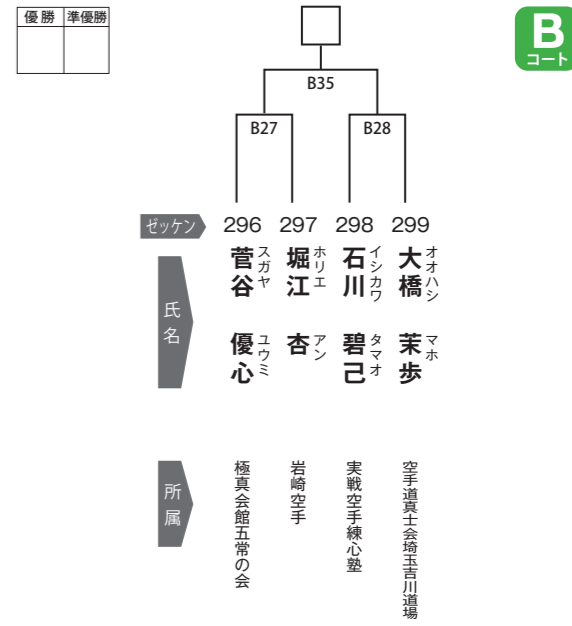 優 勝 準優勝
B
コート
B35
B27 B28
ゼッケン 296 297 298 299
氏名
菅谷 優心
スガヤ ユウミ
堀江 杏
ホリエ アン
石川 碧己
イシカワ タマオ
大橋 茉歩
オオハシ マホ
所属
極真会館五常の会
岩崎空手
実戦空手練心塾
空手道真士会埼玉吉川道場